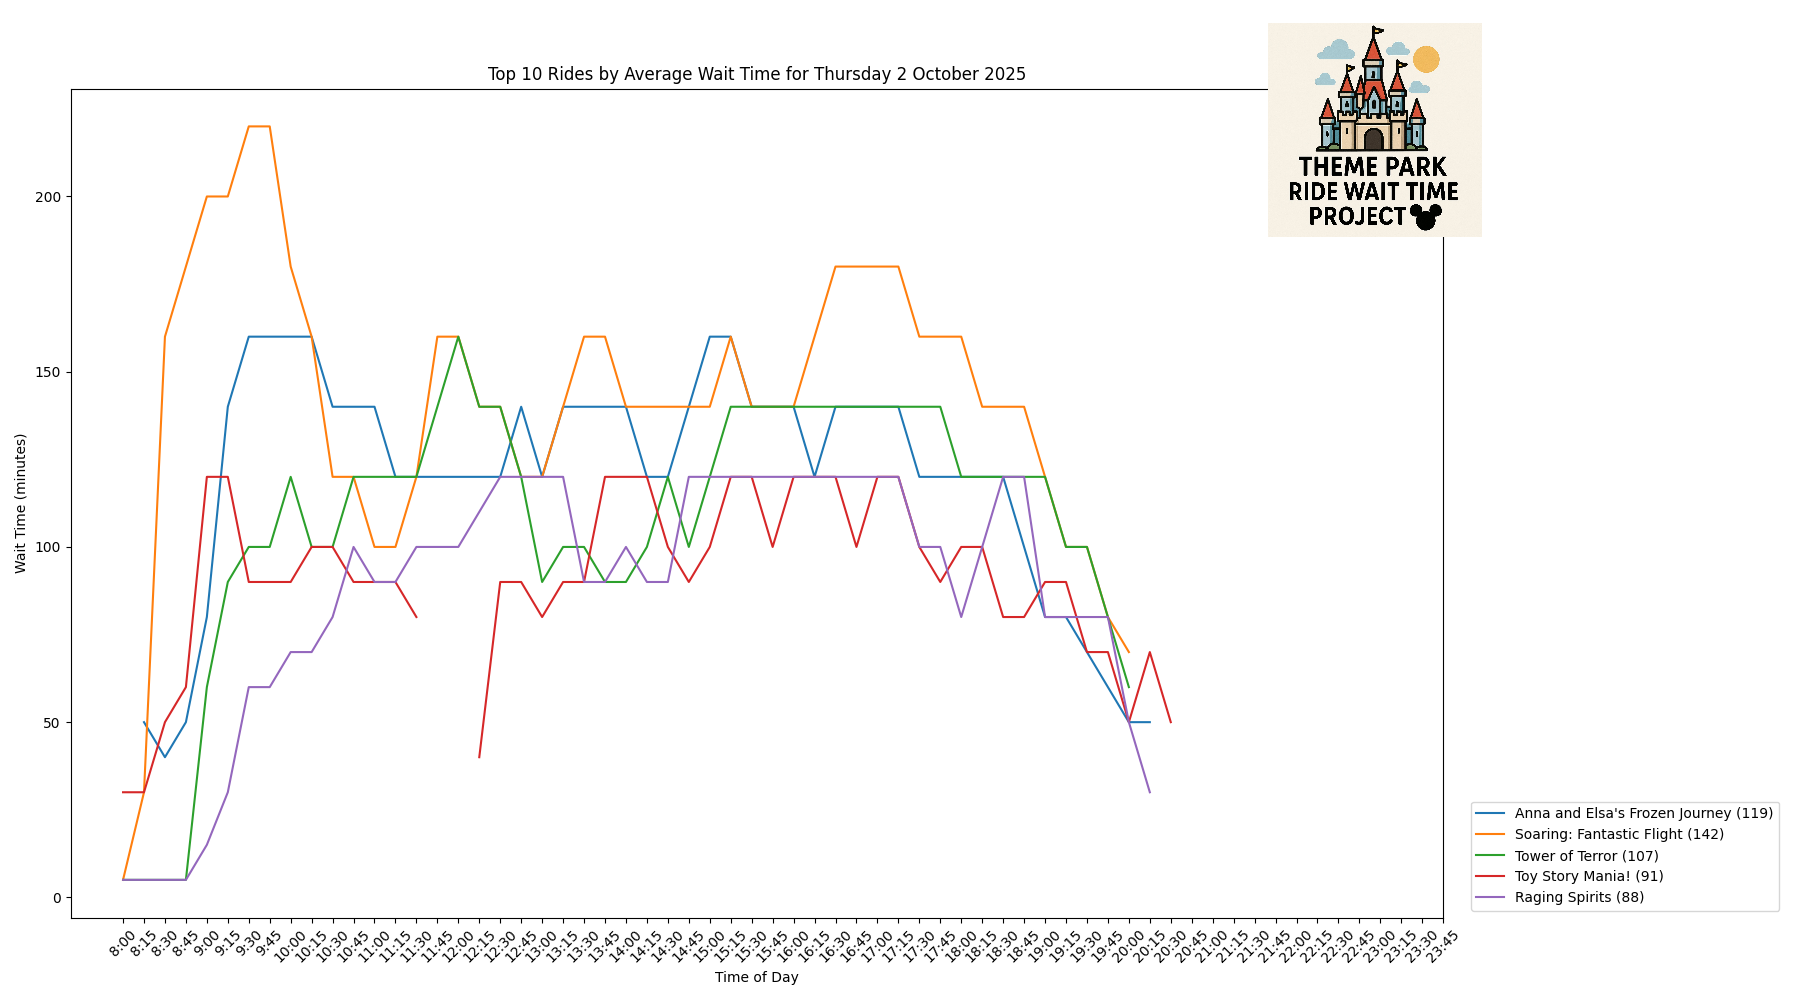 THEME PARK
RIDE WAIT TIME
PROJECT
Top 10 Rides by Average Wait Time for Thursday 2 October 2025
Wait Time (minutes)
200
150
100
50
0
8:00 8:15 8:30 8:45 9:00 9:15 9:30 9:45 10:00 10:15 10:30 10:45 11:00 11:15 11:30 11:45 12:00 12:15 12:30 12:45 13:00 13:15 13:30 13:45 14:00 14:15 14:30 14:45 15:00 15:15 15:30 15:45 16:00 16:15 16:30 16:45 17:00 17:15 17:30 17:45 18:00 18:15 18:30 18:45 19:00 19:15 19:30 19:45 20:00 20:15 20:30 20:45 21:00 21:15 21:30 21:45 22:00 22:15 22:30 22:45 23:00 23:15 23:30 23:45
Time of Day
Anna and Elsa's Frozen Journey (119)
Soaring: Fantastic Flight (142)
Tower of Terror (107)
Toy Story Mania! (91)
Raging Spirits (88)